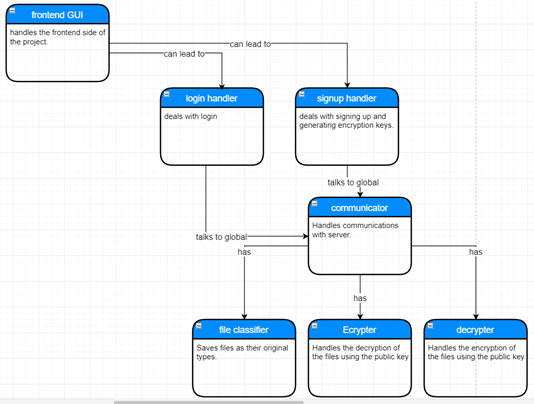 frontend GUI
handles the frontend side of
the project.
can lead to
can lead to
login handler
deals with login
signup handler
deals with signing up and
generating encryption keys.
talks to global
communicator
Handles communications
with server.
talks to global
has
has
has
file classifier
Saves files as their original
types.
Ecrypter
Handles the decryption of
the files using the public key
decrypter
Handles the encryption of
the files using the public key